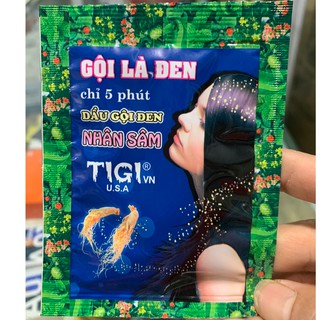 GỘI LÀ ĐEN
chỉ 5 phút
DẦU GỘI ĐEN
NHÂN SÂM
TIGI® VN
U.S.A